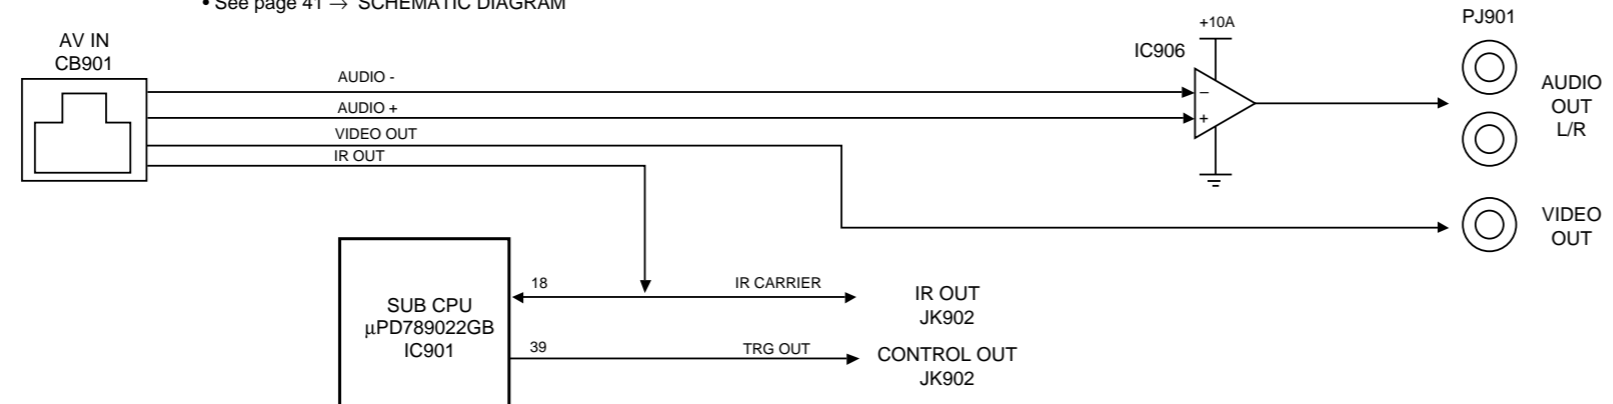 • See page 41 → SCHEMATIC DIAGRAM
AV IN
CB901
AUDIO -
AUDIO +
VIDEO OUT
IR OUT
+10A
IC906
–
+
PJ901
AUDIO
OUT
L/R
VIDEO
OUT
SUB CPU
µPD789022GB
IC901
18
IR CARRIER
IR OUT
JK902
39
TRG OUT
CONTROL OUT
JK902